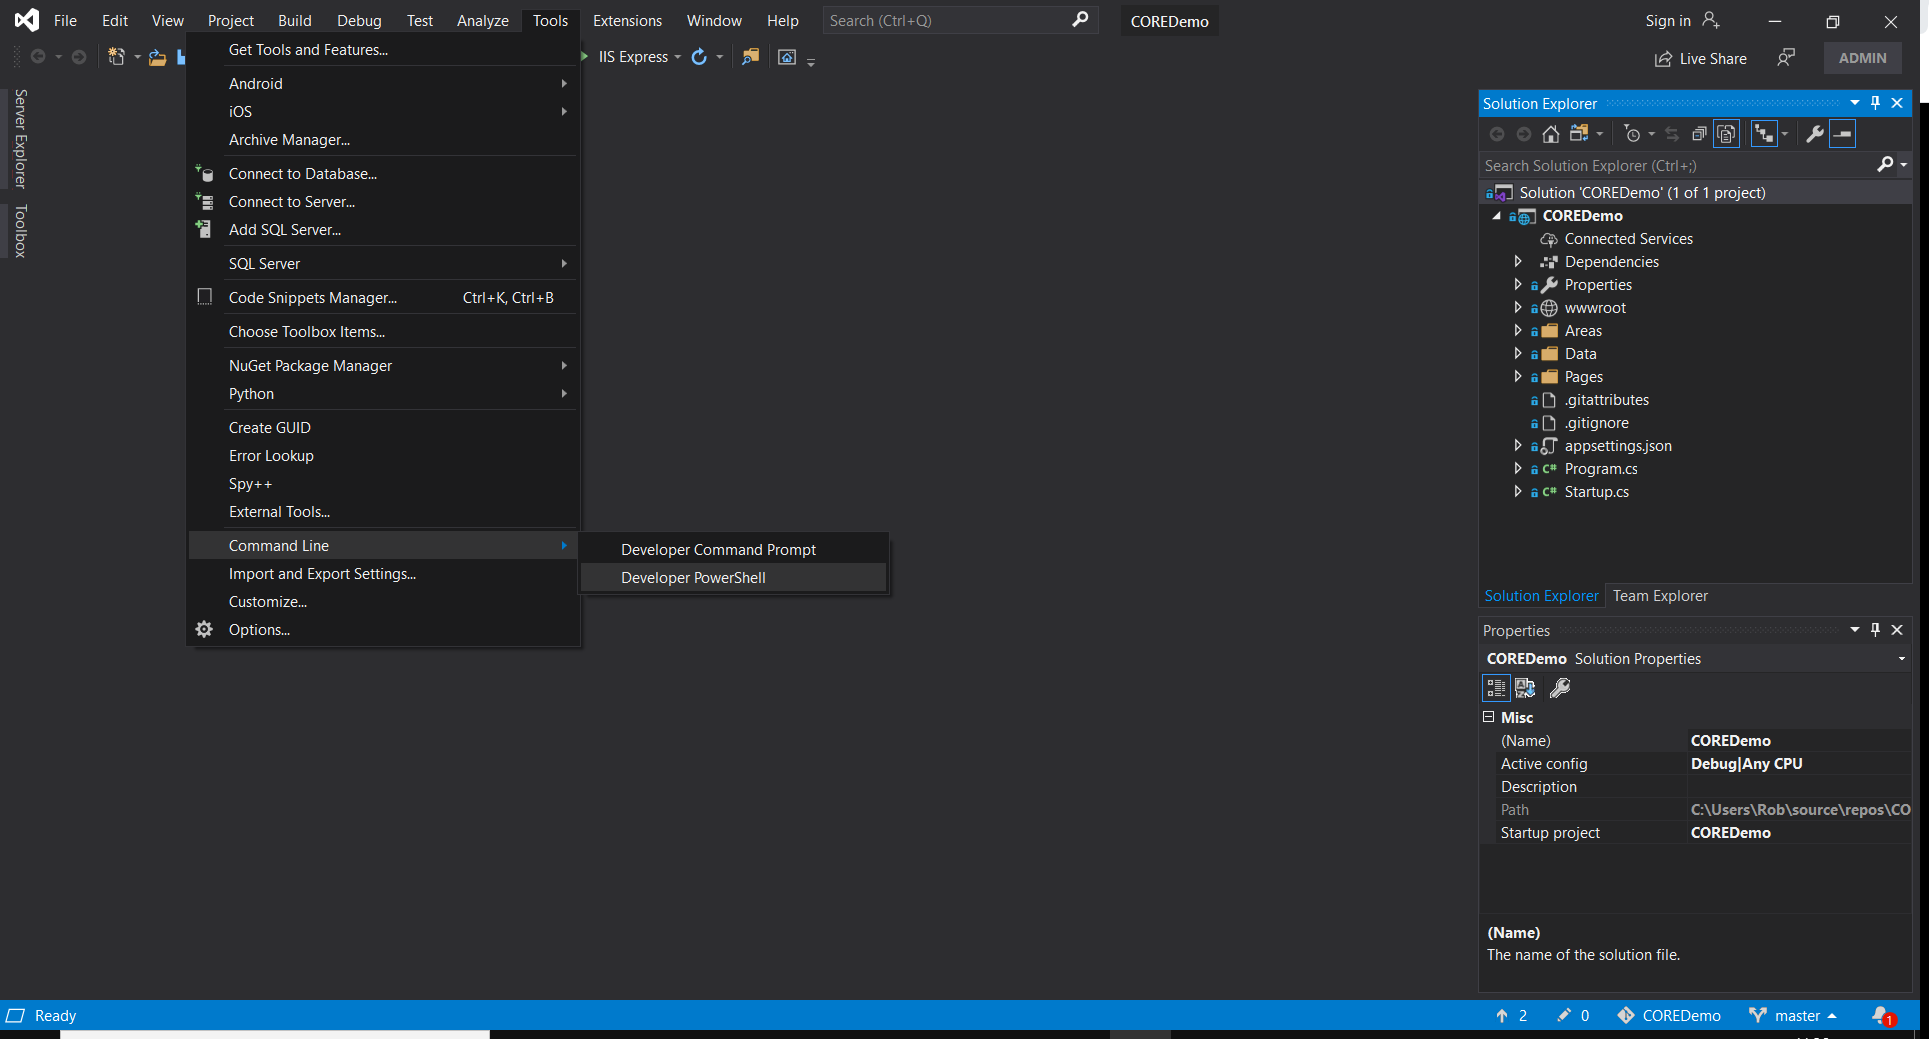 File Edit View Project Build Debug Test Analyze Tools Extensions Window Help Search (Ctrl+Q) COREDemo Sign in
IIS Express Live Share ADMIN
Server Explorer
Toolbox
Get Tools and Features...
Android
iOS
Archive Manager...
Connect to Database...
Connect to Server...
Add SQL Server...
SQL Server
Code Snippets Manager... Ctrl+K, Ctrl+B
Choose Toolbox Items...
NuGet Package Manager
Python
Create GUID
Error Lookup
Spy++
External Tools...
Command Line
Import and Export Settings...
Customize...
Options...
Developer Command Prompt
Developer PowerShell
Solution Explorer
Search Solution Explorer (Ctrl+;)
Solution 'COREDemo' (1 of 1 project)
COREDemo
Connected Services
Dependencies
Properties
wwwroot
Areas
Data
Pages
.gitattributes
.gitignore
appsettings.json
C# Program.cs
C# Startup.cs
Solution Explorer Team Explorer
Properties
COREDemo Solution Properties
Misc
(Name) COREDemo
Active config Debug|Any CPU
Description
Path C:\Users\Rob\source\repos\CO
Startup project COREDemo
(Name)
The name of the solution file.
Ready 2 0 COREDemo master 1